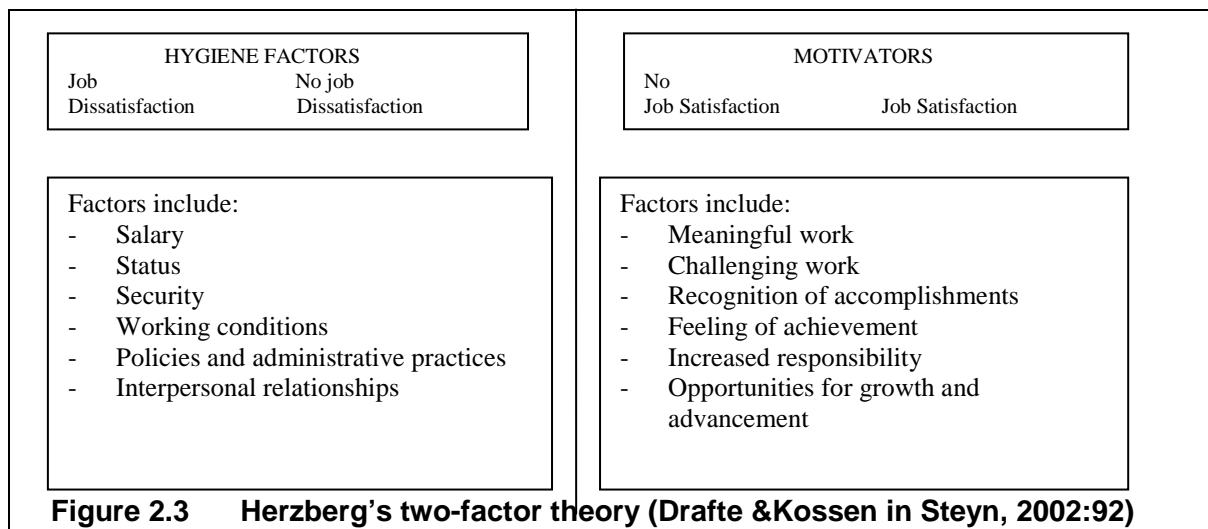 HYGIENE FACTORS
Job No job
Dissatisfaction Dissatisfaction
Factors include:
- Salary
- Status
- Security
- Working conditions
- Policies and administrative practices
- Interpersonal relationships
MOTIVATORS
No
Job Satisfaction Job Satisfaction
Factors include:
- Meaningful work
- Challenging work
- Recognition of accomplishments
- Feeling of achievement
- Increased responsibility
- Opportunities for growth and
advancement
Figure 2.3 Herzberg's two-factor theory (Drafte &Kossen in Steyn, 2002:92)